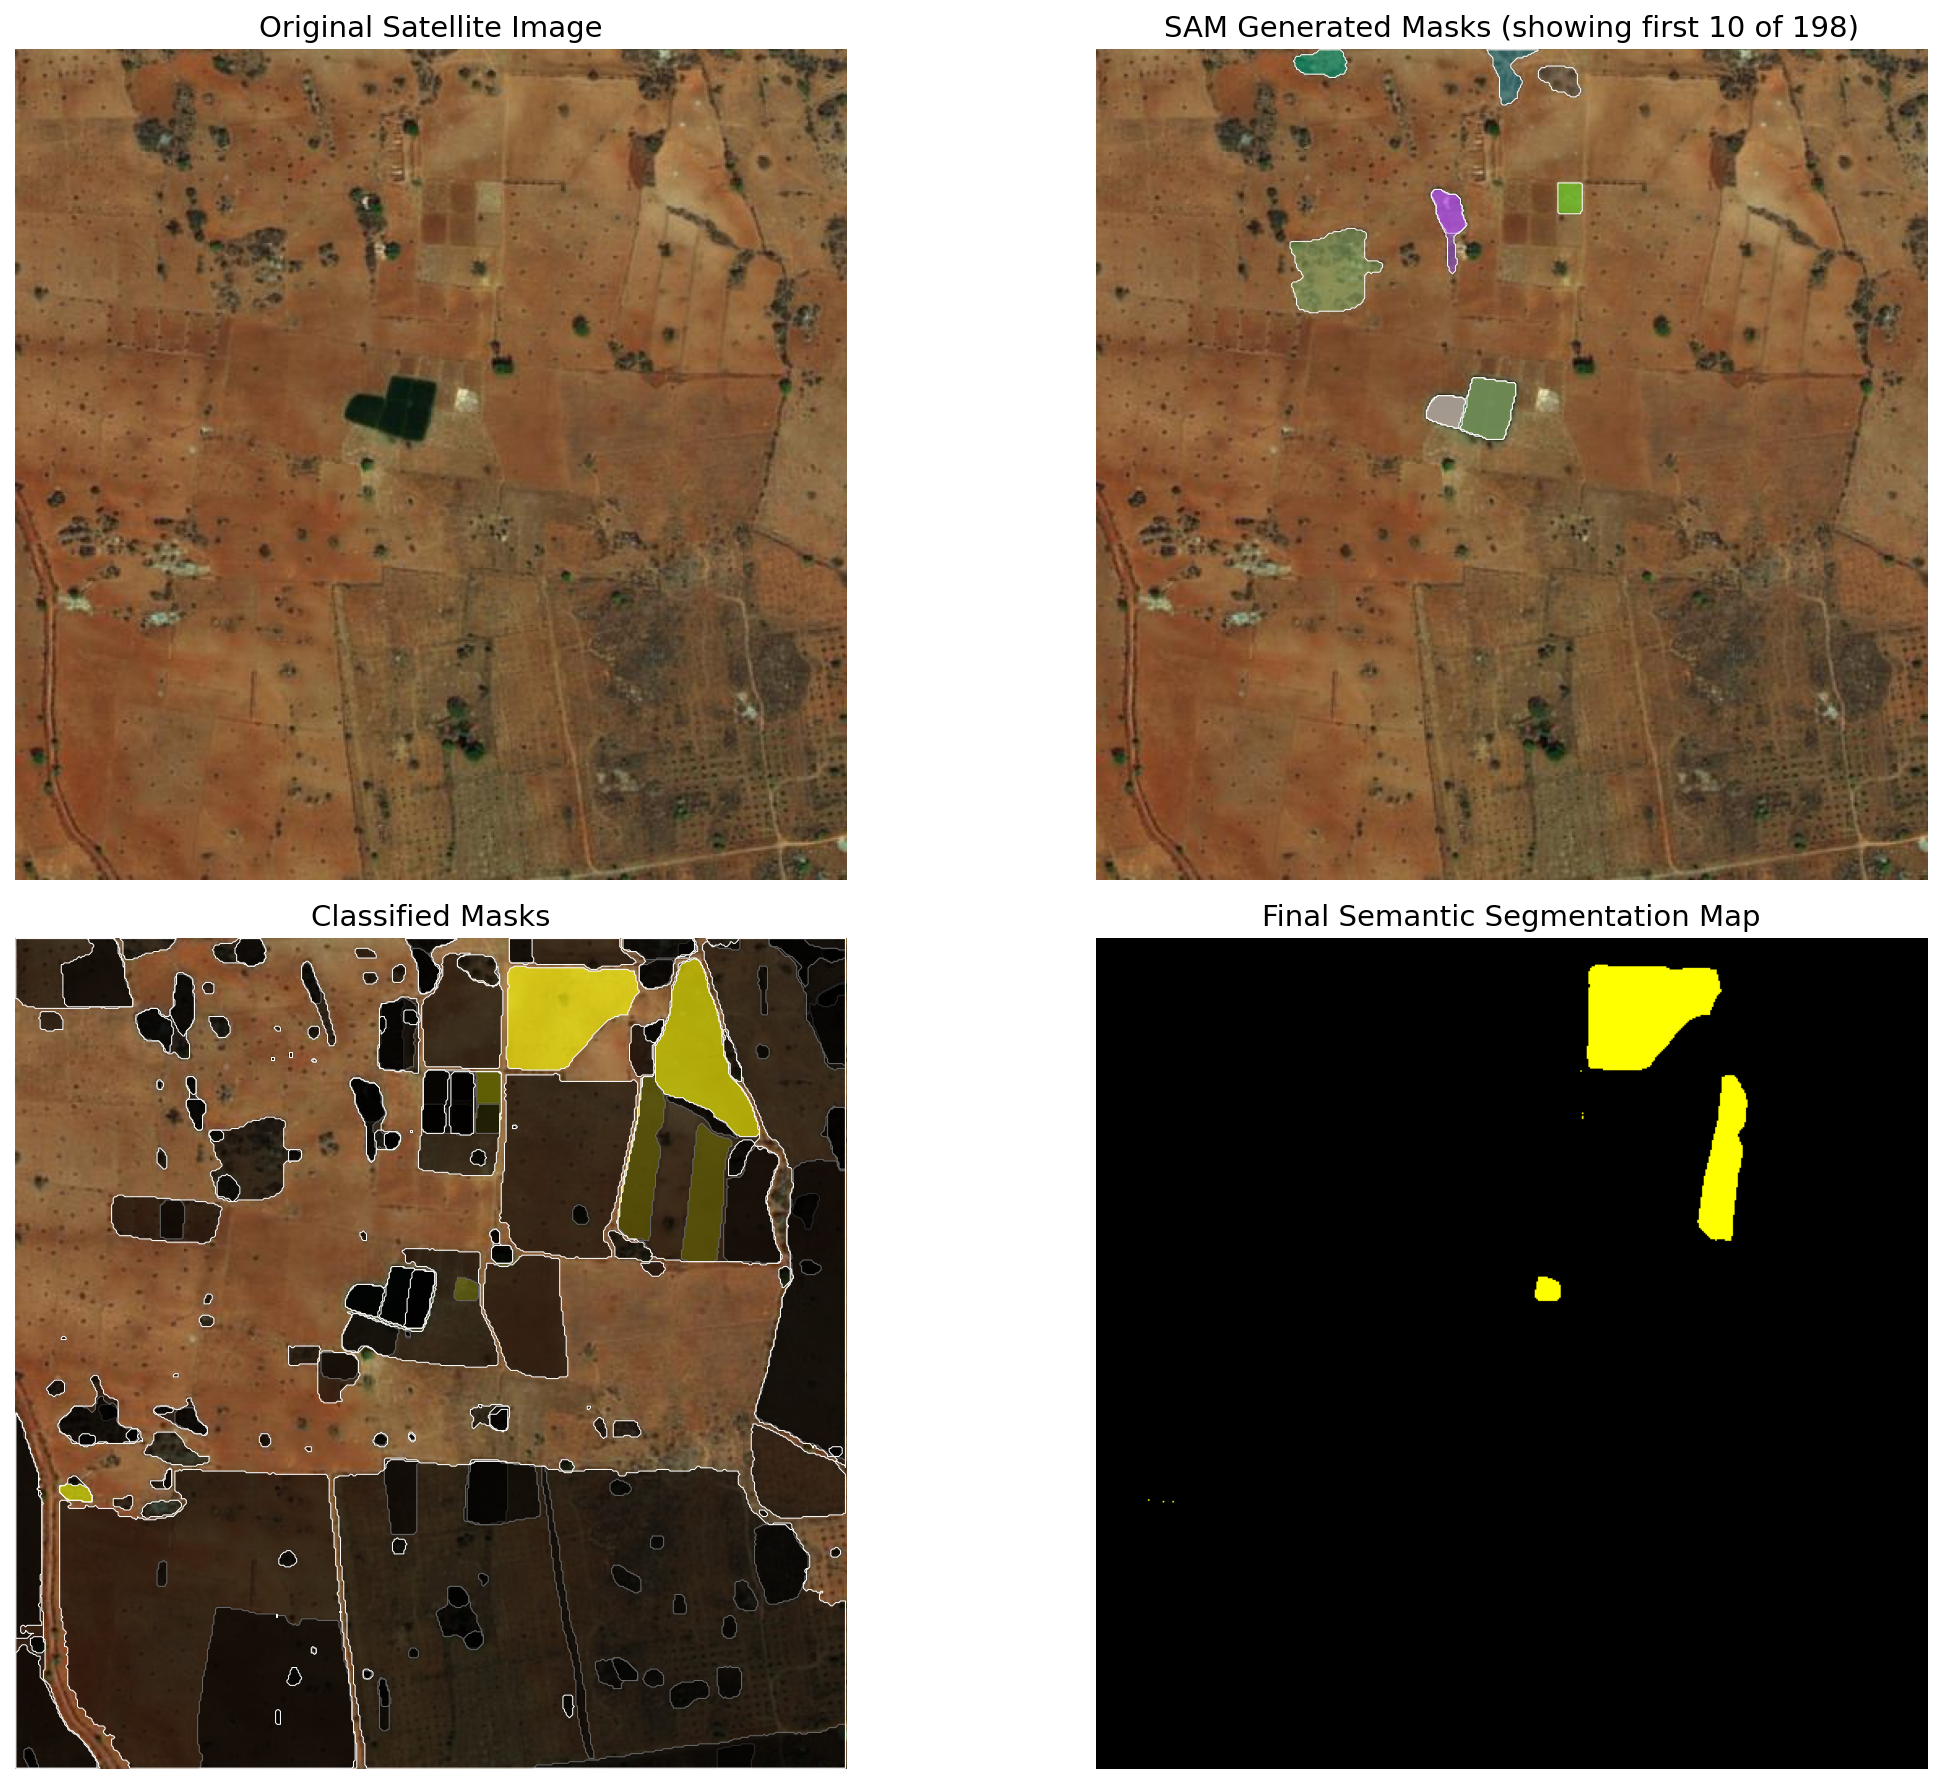 Original Satellite Image
SAM Generated Masks (showing first 10 of 198)
Classified Masks
Final Semantic Segmentation Map